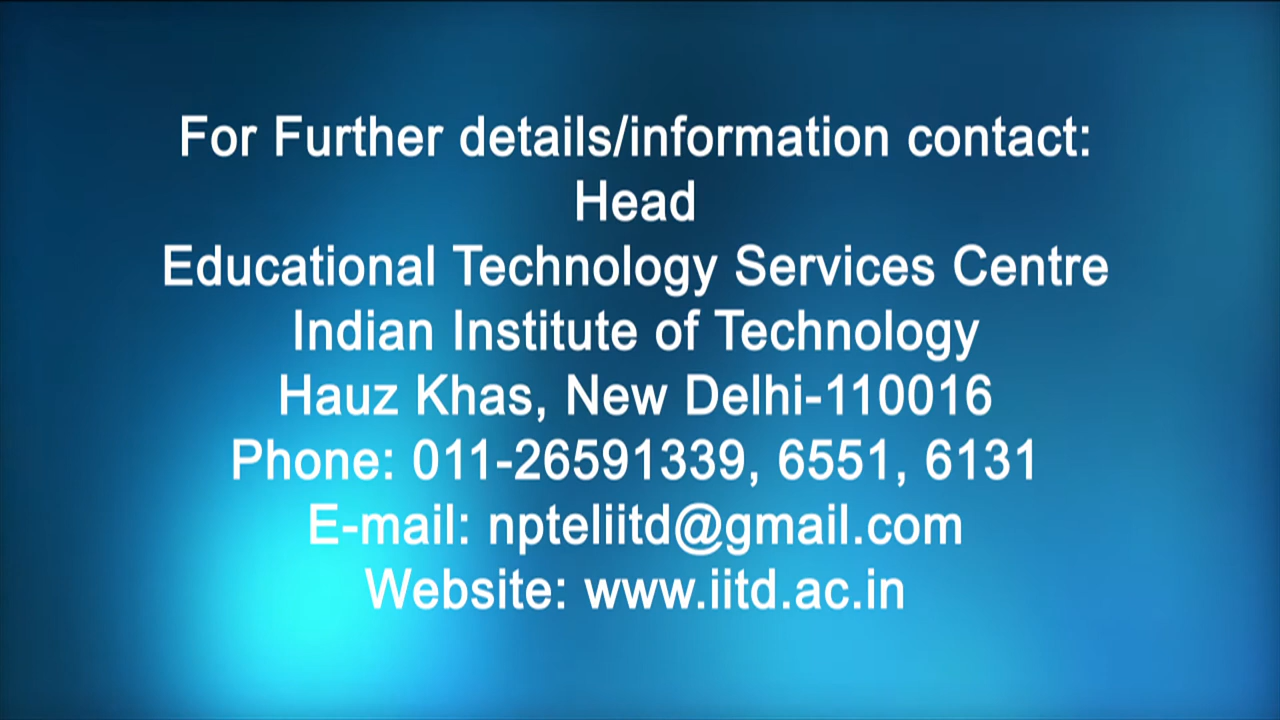 For Further details/information contact:
Head
Educational Technology Services Centre
Indian Institute of Technology
Hauz Khas, New Delhi-110016
Phone: 011-26591339, 6551, 6131
E-mail: npteliitd@gmail.com
Website: www.iitd.ac.in